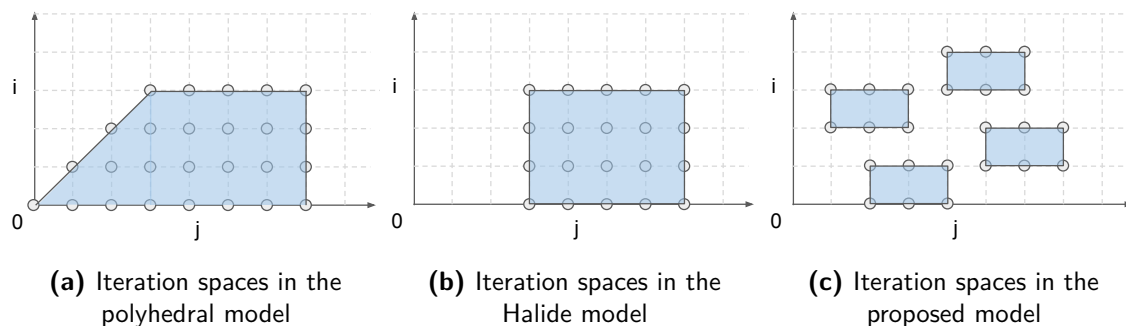 i
0
j
(a) Iteration spaces in the
polyhedral model
i
0
j
(b) Iteration spaces in the
Halide model
i
0
j
(c) Iteration spaces in the
proposed model